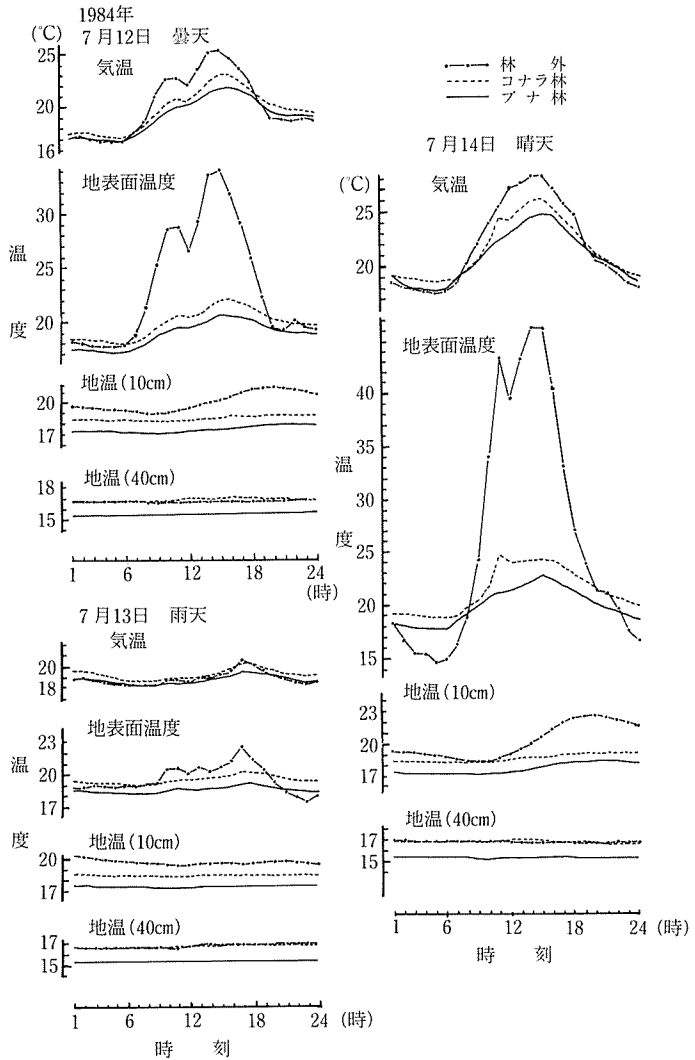 1984年
7月12日 曇天
(℃)
気温
25
20
16
地表面温度
30
25
20
温度
地温(10cm)
20
17
地温(40cm)
18
15
1 6 12 18 24
(時)
7月13日 雨天
気温
20
18
地表面温度
23
20
17
温度
地温(10cm)
20
17
地温(40cm)
17
15
1 6 12 18 24 (時)
時刻
林外
コナラ林
ブナ林
7月14日 晴天
(℃)
気温
25
20
地表面温度
40
35
30
25
20
15
温度
地温(10cm)
23
20
17
地温(40cm)
17
15
1 6 12 18 24 (時)
時刻